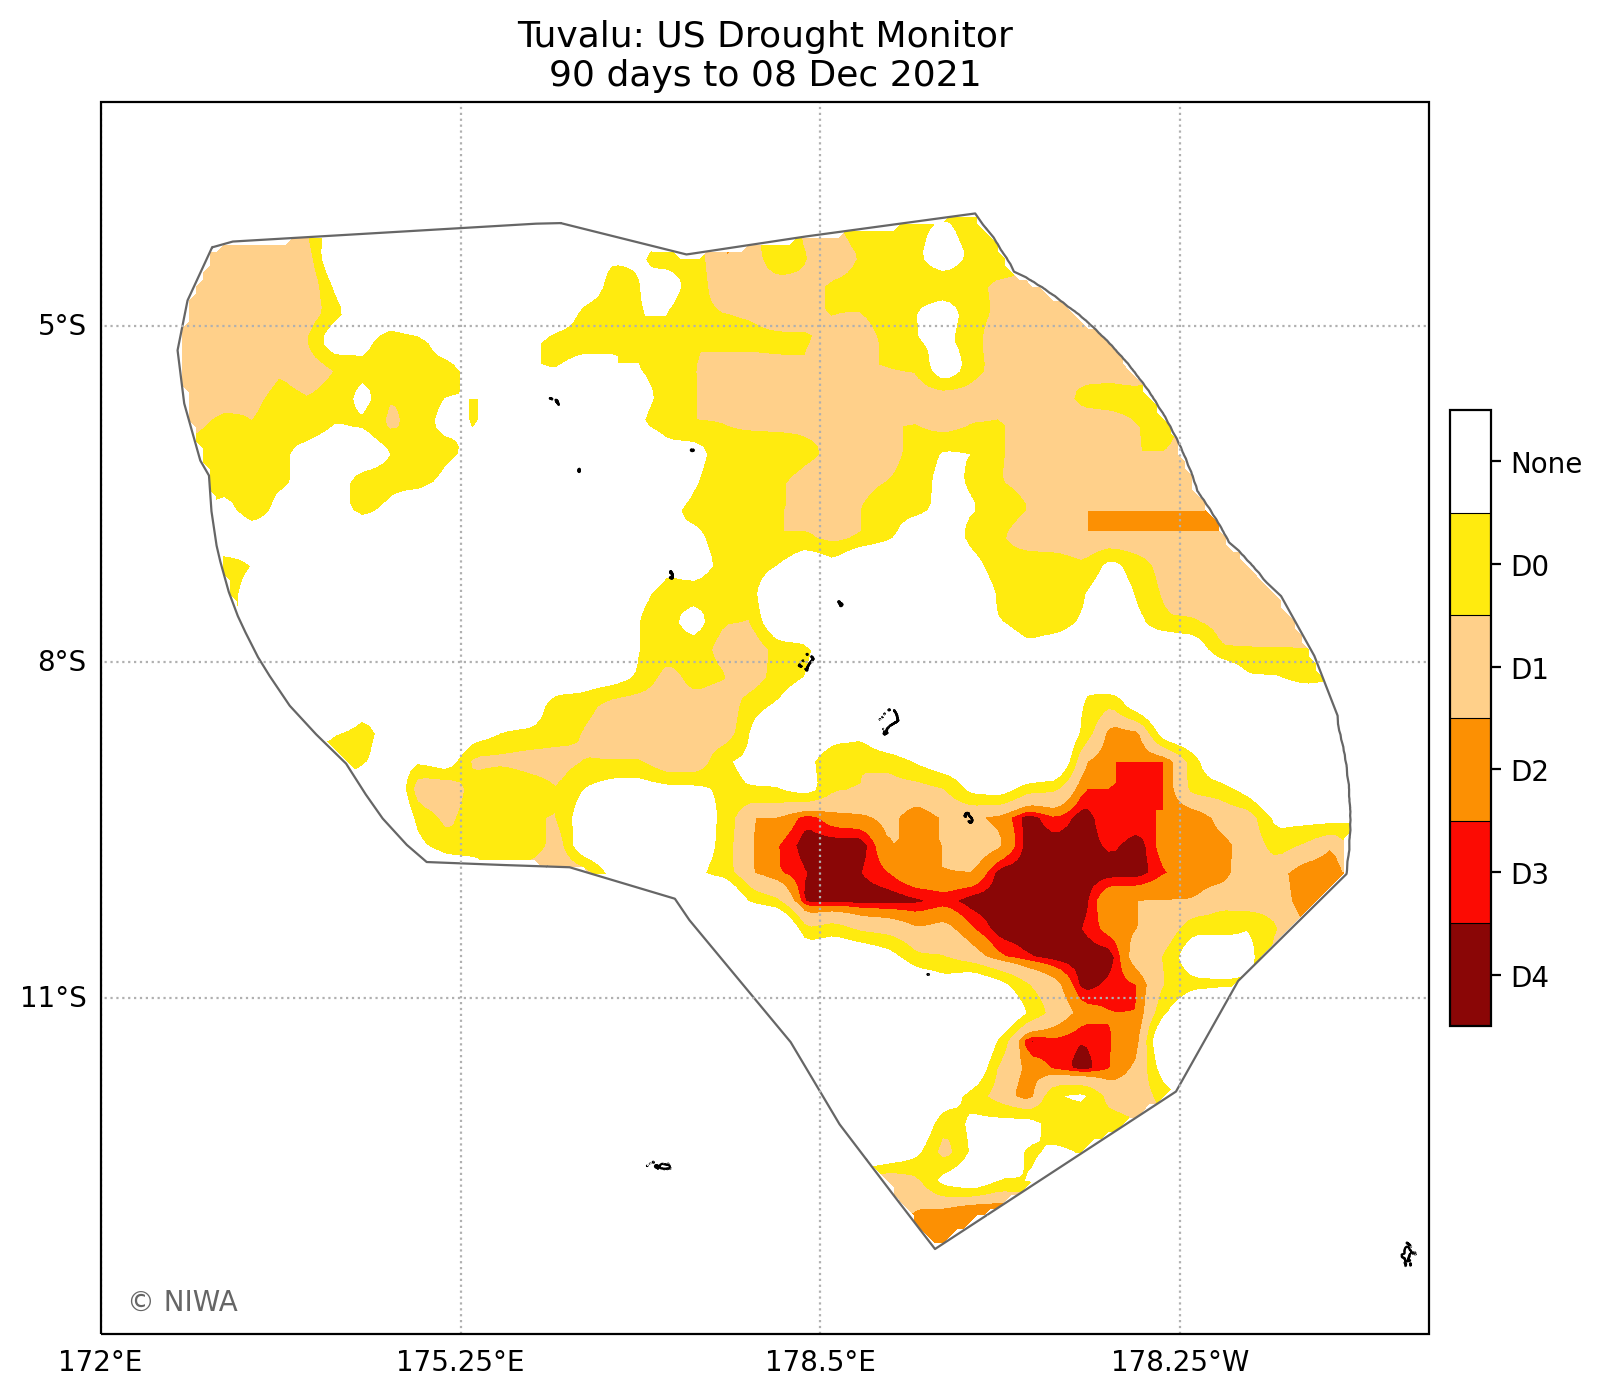 Tuvalu: US Drought Monitor
90 days to 08 Dec 2021
5°S
8°S
11°S
172°E
175.25°E
178.5°E
178.25°W
None
D0
D1
D2
D3
D4
© NIWA